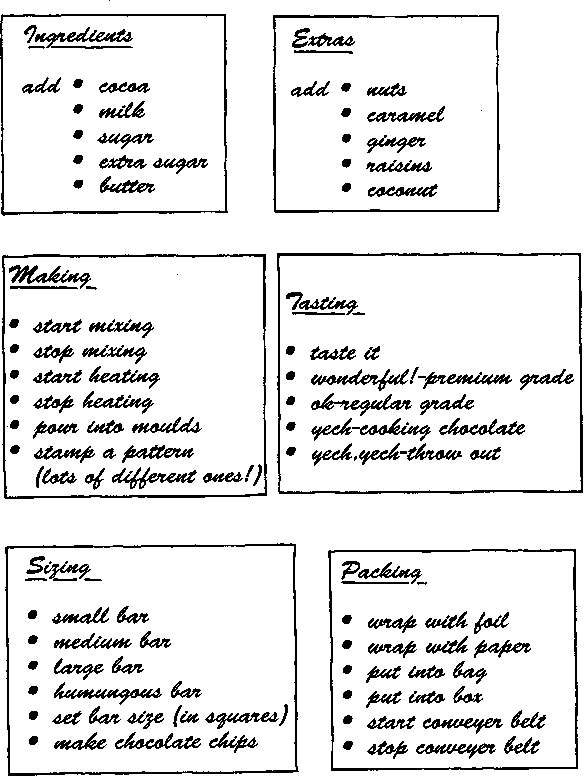 Ingredients
add • cocoa
• milk
• sugar
• extra sugar
• butter
Extras
add • nuts
• caramel
• ginger
• raisins
• coconut
Making
• start mixing
• stop mixing
• start heating
• stop heating
• pour into moulds
• stamp a pattern
(lots of different ones!)
Tasting
• taste it
• wonderful!-premium grade
• ok-regular grade
• yech-cooking chocolate
• yech,yech-throw out
Sizing
• small bar
• medium bar
• large bar
• humungous bar
• set bar size (in squares)
• make chocolate chips
Packing
• wrap with foil
• wrap with paper
• put into bag
• put into box
• start conveyer belt
• stop conveyer belt